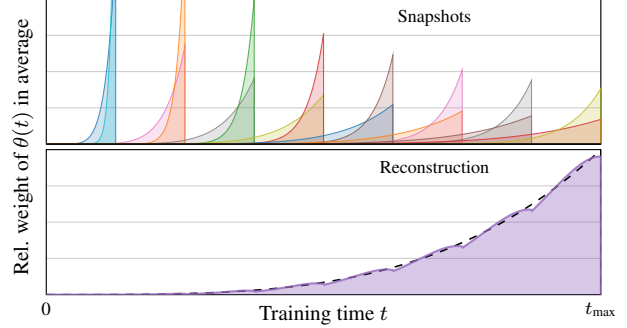 Snapshots
Rel. weight of θ(t) in average
Reconstruction
0
Training time t
t_max